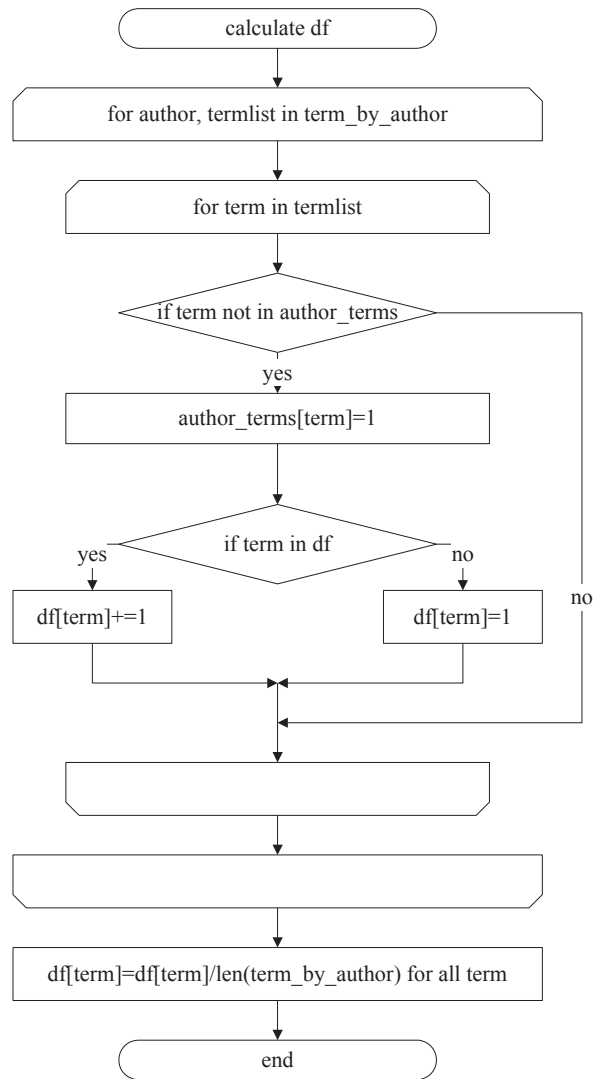 calculate df
for author, termlist in term_by_author
for term in termlist
if term not in author_terms
yes
author_terms[term]=1
if term in df
yes
no
no
df[term]+=1
df[term]=1
df[term]=df[term]/len(term_by_author) for all term
end